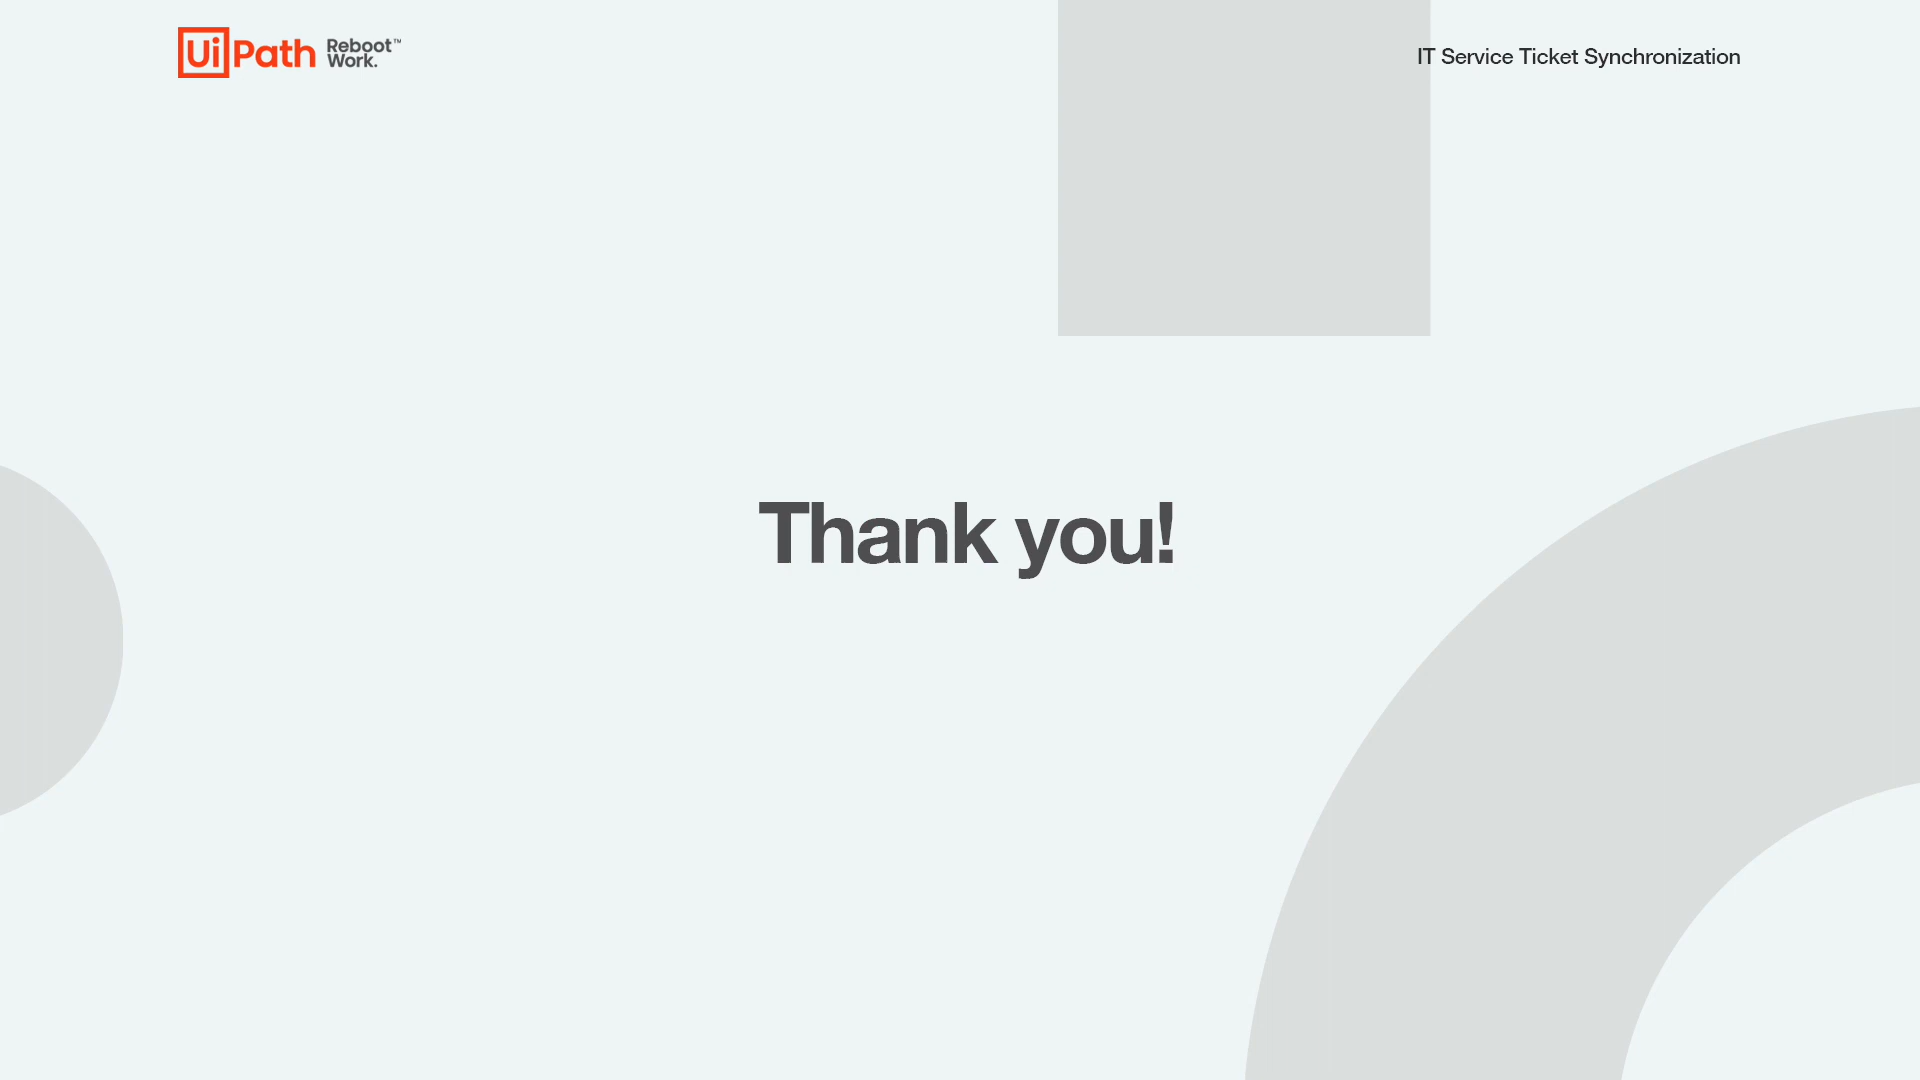 UiPath Reboot™
Work.
IT Service Ticket Synchronization
Thank you!